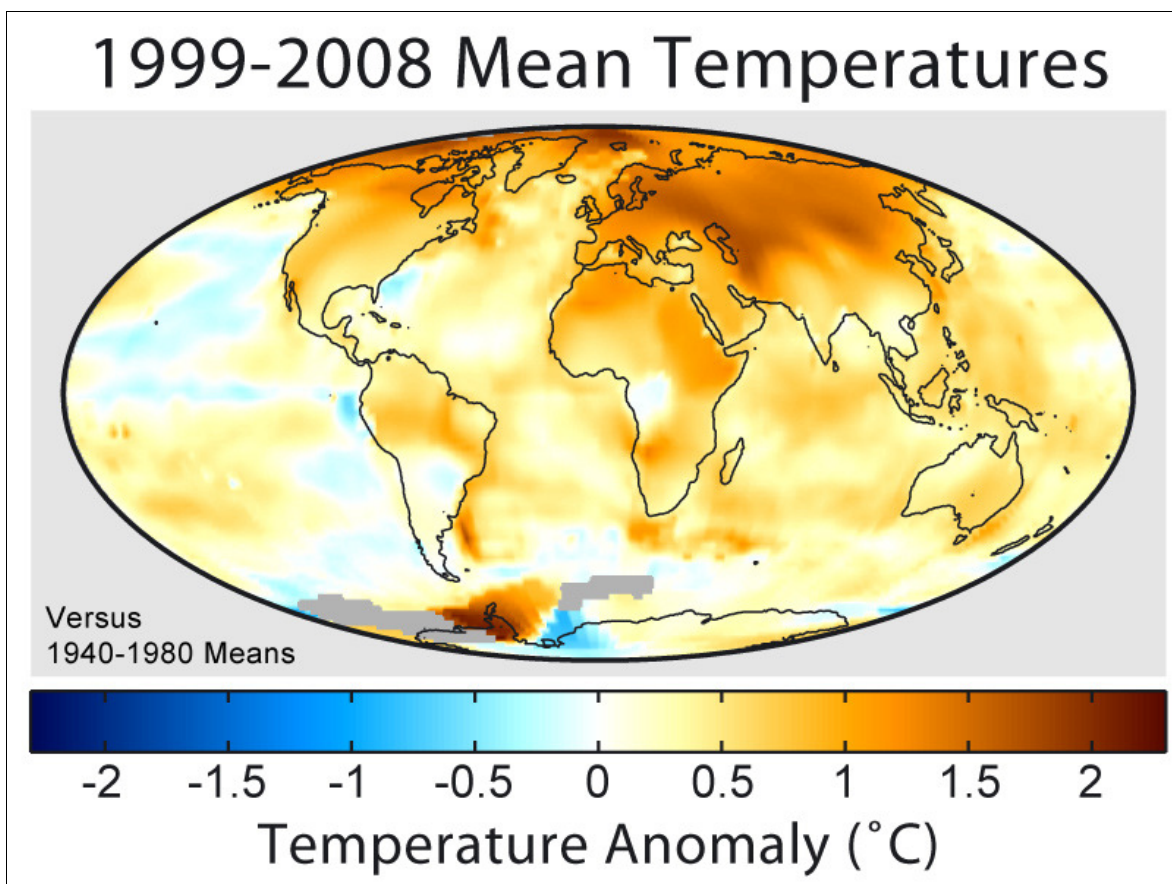 1999-2008 Mean Temperatures
Versus
1940-1980 Means
-2 -1.5 -1 -0.5 0 0.5 1 1.5 2
Temperature Anomaly (˚C)